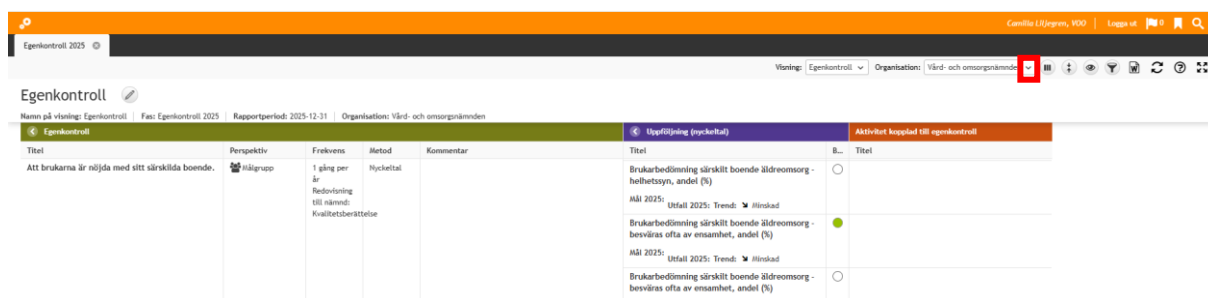 Camilla Liljegren, VOO | Logga ut 0
Egenkontroll 2025
Visning: Egenkontroll Organisation: Vård- och omsorgsnämnde
Egenkontroll
Namn på visning: Egenkontroll | Fas: Egenkontroll 2025 | Rapportperiod: 2025-12-31 | Organisation: Vård- och omsorgsnämnden
Egenkontroll Uppföljning (nyckeltal) Aktivitet kopplad till egenkontroll
Titel Perspektiv Frekvens Metod Kommentar Titel B... Titel
Att brukarna är nöjda med sitt särskilda boende. Målgrupp
1 gång per
år
Redovisning
till nämnd:
Kvalitetsberättelse
Nyckeltal
Brukarbedömning särskilt boende äldreomsorg -
helhetssyn, andel (%)
Mål 2025: Utfall 2025: Trend: Minskad
Brukarbedömning särskilt boende äldreomsorg -
besväras ofta av ensamhet, andel (%)
Mål 2025: Utfall 2025: Trend: Minskad
Brukarbedömning särskilt boende äldreomsorg -
besväras ofta av ensamhet, andel (%)